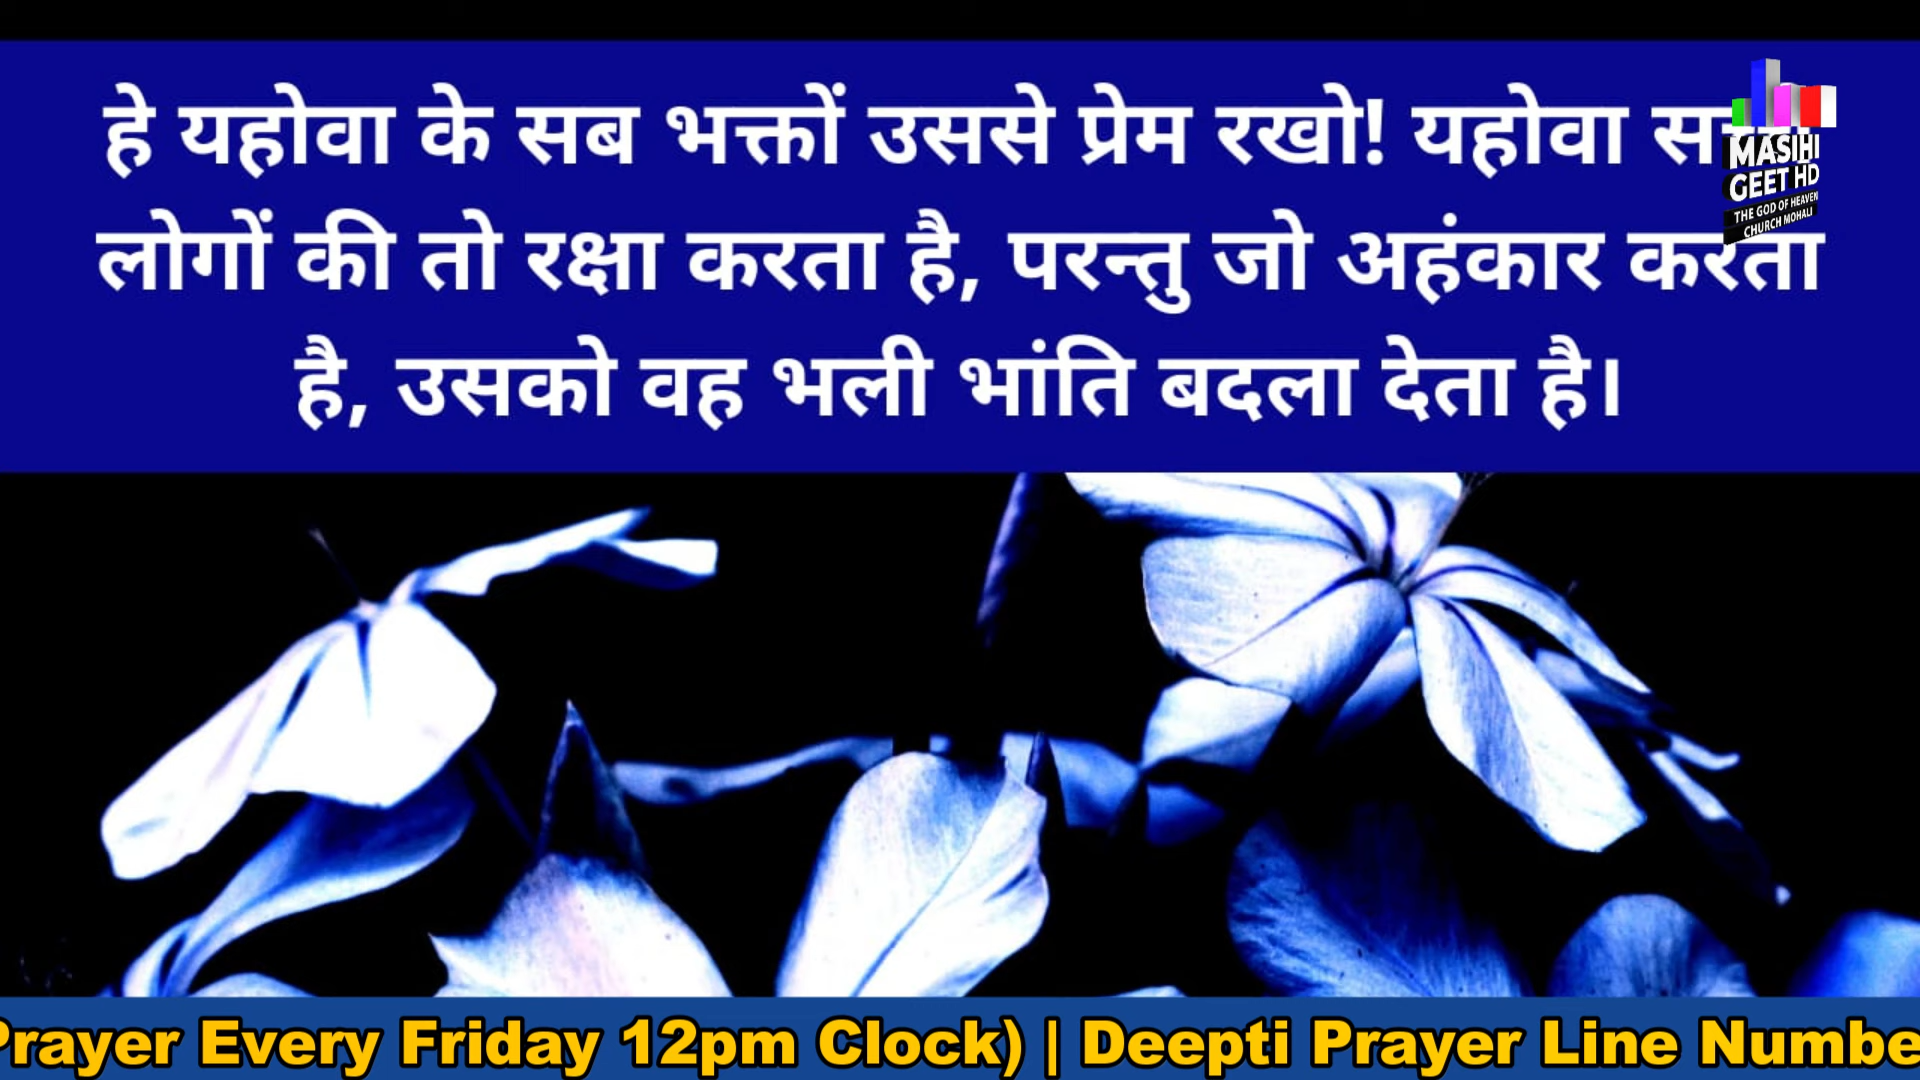 हे यहोवा के सब भक्तों उससे प्रेम रखो! यहोवा
लोगों की तो रक्षा करता है, परन्तु जो अहंकार करता
है, उसको वह भली भांति बदला देता है।
MASIHI
GEET HD
THE GOD OF HEAVEN
CHURCH MOHALI
Prayer Every Friday 12pm Clock) | Deepti Prayer Line Numbe